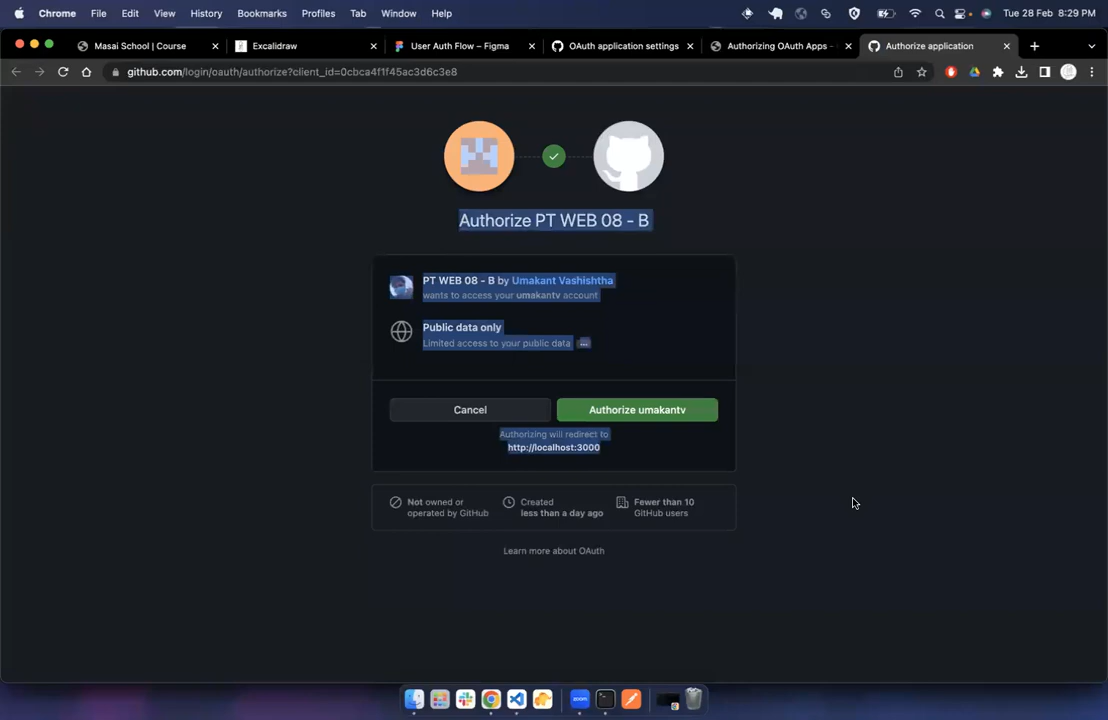 Chrome File Edit View History Bookmarks Profiles Tab Window Help Tue 28 Feb 8:29 PM
Masai School | Course
Excalidraw
User Auth Flow – Figma
OAuth application settings
Authorizing OAuth Apps -
Authorize application
github.com/login/oauth/authorize?client_id=0cbca4f1f45ac3d6c3e8
Authorize PT WEB 08 - B
PT WEB 08 - B by Umakant Vashishtha
wants to access your umakantv account
Public data only
Limited access to your public data ...
Cancel
Authorize umakantv
Authorizing will redirect to
http://localhost:3000
Not owned or
operated by GitHub
Created
less than a day ago
Fewer than 10
GitHub users
Learn more about OAuth
zoom